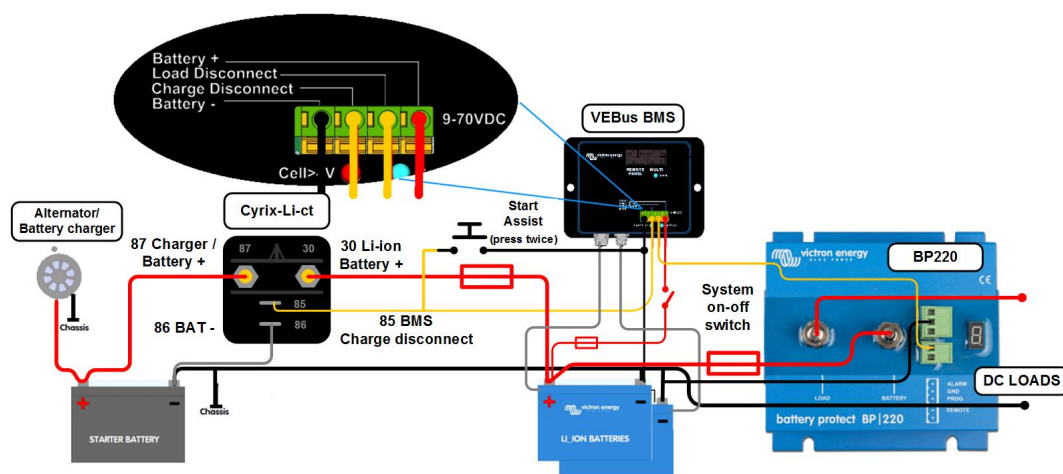 Battery +
Load Disconnect
Charge Disconnect
Battery -
9-70VDC
Cell> V
VEBus BMS
victron energy
REMOTE
PANEL
MULTI
Cyrix-Li-ct
Alternator/
Battery charger
Chassis
87 Charger /
Battery +
87
30
85
86
30 Li-ion
Battery +
Start
Assist
(press twice)
86 BAT -
85 BMS
Charge disconnect
System
on-off
switch
victron energy
BLUE POWER
BP220
CE
LOAD
BATTERY
ALARM
GND
PROG
REMOTE
battery protect BP|220
DC LOADS
Chassis
+
-
STARTER BATTERY
+
-
victron energy
LI_ION BATTERIES
-